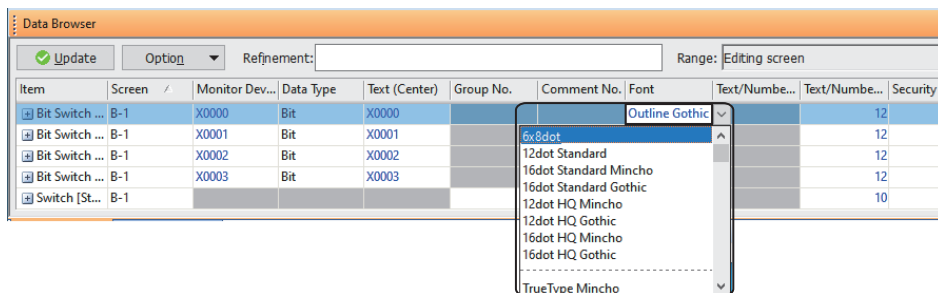 Data Browser
Update Option Refinement: Range: Editing screen
Item Screen Monitor Dev... Data Type Text (Center) Group No. Comment No. Font Text/Numbe... Text/Numbe... Security
Bit Switch ... B-1 X0000 Bit X0000 Outline Gothic 12
Bit Switch ... B-1 X0001 Bit X0001 12
Bit Switch ... B-1 X0002 Bit X0002 12
Bit Switch ... B-1 X0003 Bit X0003 12
Switch [St... B-1 10
6x8dot
12dot Standard
16dot Standard Mincho
16dot Standard Gothic
12dot HQ Mincho
12dot HQ Gothic
16dot HQ Mincho
16dot HQ Gothic
TrueType Mincho